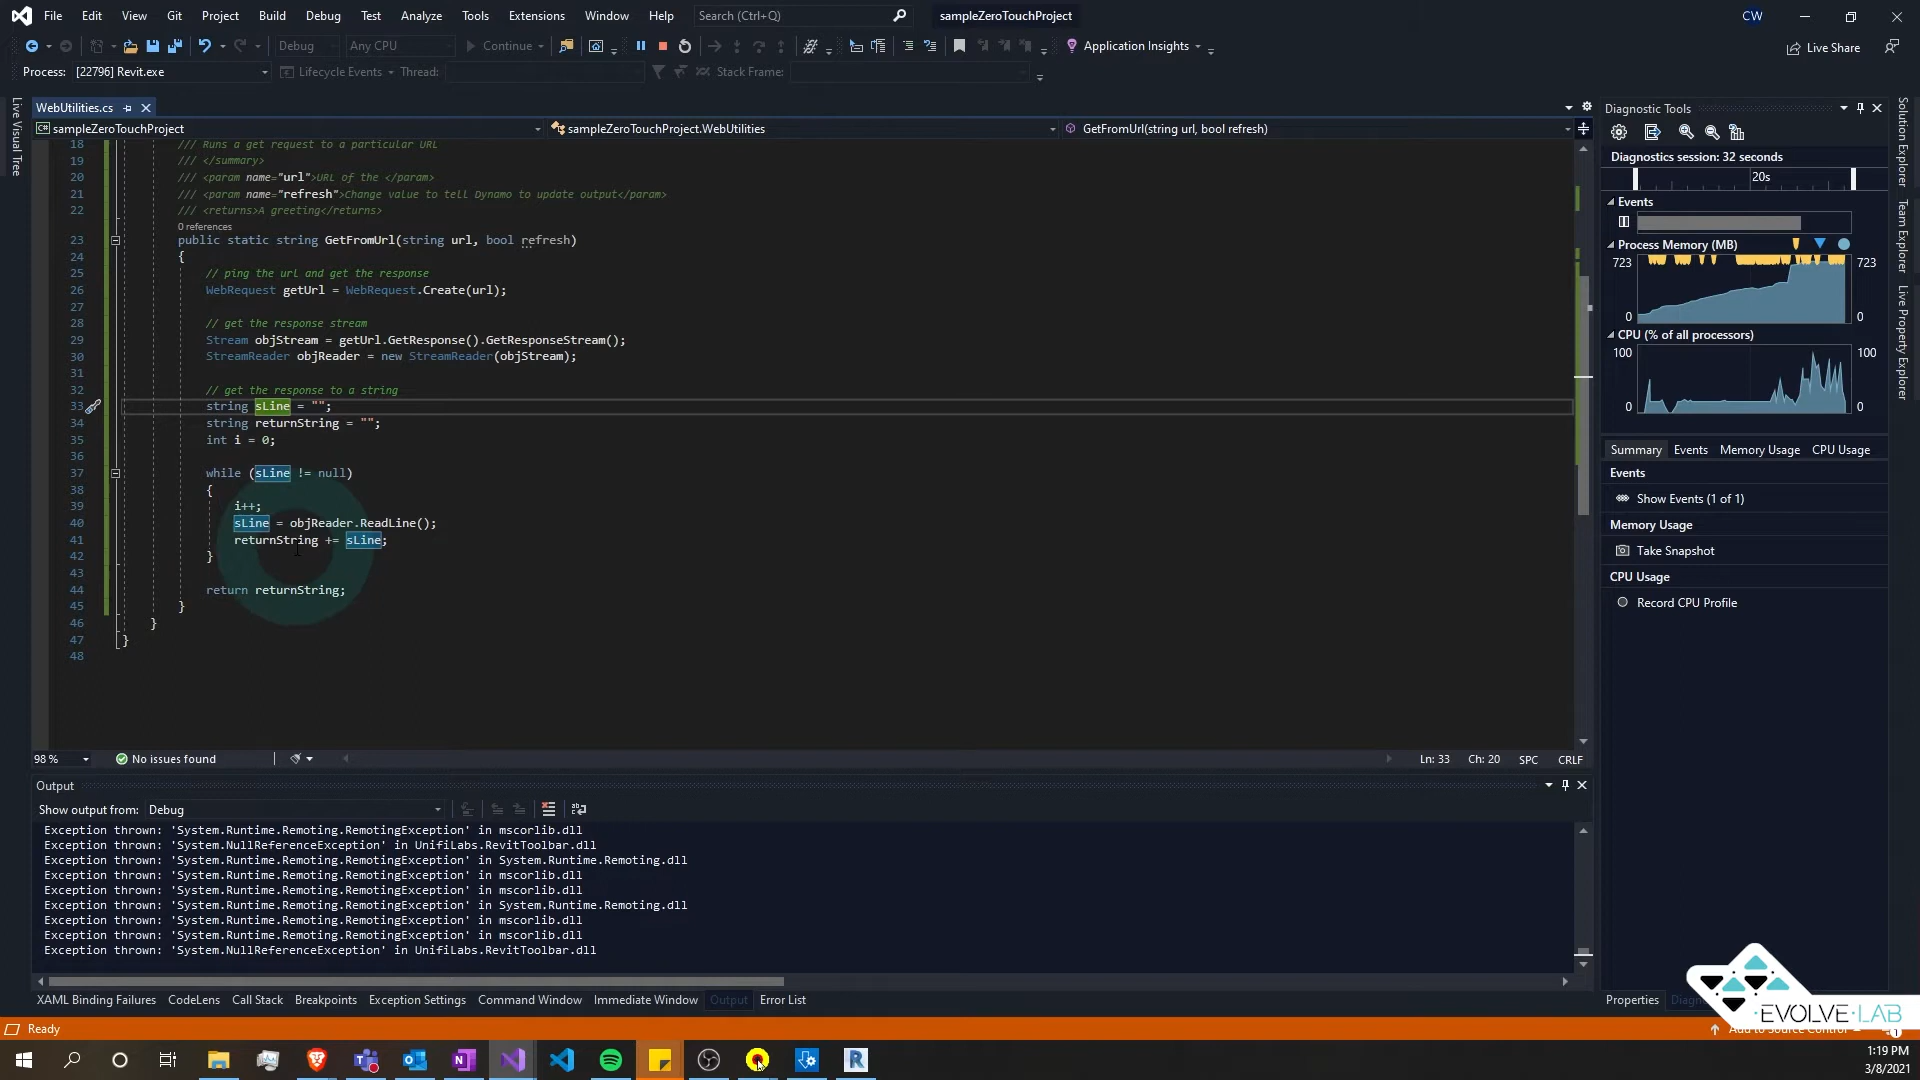 File Edit View Git Project Build Debug Test Analyze Tools Extensions Window Help Search (Ctrl+Q) sampleZeroTouchProject CW
Debug Any CPU Continue Application Insights Live Share
Process: [22796] Revit.exe Lifecycle Events Thread: Stack Frame:
Live Visual Tree
WebUtilities.cs
sampleZeroTouchProject sampleZeroTouchProject.WebUtilities GetFromUrl(string url, bool refresh)
18 /// Runs a get request to a particular URL
19 /// </summary>
20 /// <param name="url">URL of the </param>
21 /// <param name="refresh">Change value to tell Dynamo to update output</param>
22 /// <returns>A greeting</returns>
0 references
23 public static string GetFromUrl(string url, bool refresh)
24 {
25 // ping the url and get the response
26 WebRequest getUrl = WebRequest.Create(url);
27
28 // get the response stream
29 Stream objStream = getUrl.GetResponse().GetResponseStream();
30 StreamReader objReader = new StreamReader(objStream);
31
32 // get the response to a string
33 string sLine = "";
34 string returnString = "";
35 int i = 0;
36
37 while (sLine != null)
38 {
39 i++;
40 sLine = objReader.ReadLine();
41 returnString += sLine;
42 }
43
44 return returnString;
45 }
46 }
47 }
48
98 % No issues found Ln: 33 Ch: 20 SPC CRLF
Output
Show output from: Debug
Exception thrown: 'System.Runtime.Remoting.RemotingException' in mscorlib.dll
Exception thrown: 'System.NullReferenceException' in UnifiLabs.RevitToolbar.dll
Exception thrown: 'System.Runtime.Remoting.RemotingException' in System.Runtime.Remoting.dll
Exception thrown: 'System.Runtime.Remoting.RemotingException' in mscorlib.dll
Exception thrown: 'System.Runtime.Remoting.RemotingException' in mscorlib.dll
Exception thrown: 'System.Runtime.Remoting.RemotingException' in System.Runtime.Remoting.dll
Exception thrown: 'System.Runtime.Remoting.RemotingException' in mscorlib.dll
Exception thrown: 'System.Runtime.Remoting.RemotingException' in mscorlib.dll
Exception thrown: 'System.NullReferenceException' in UnifiLabs.RevitToolbar.dll
XAML Binding Failures CodeLens Call Stack Breakpoints Exception Settings Command Window Immediate Window Output Error List
Diagnostic Tools
Diagnostics session: 32 seconds
20s
Events
Process Memory (MB)
723 723
0 0
CPU (% of all processors)
100 100
0 0
Summary Events Memory Usage CPU Usage
Events
Show Events (1 of 1)
Memory Usage
Take Snapshot
CPU Usage
Record CPU Profile
Properties
Solution Explorer
Team Explorer
Live Property Explorer
EVOLVE LAB
Ready Add to Source Control 1
1:19 PM
3/8/2021